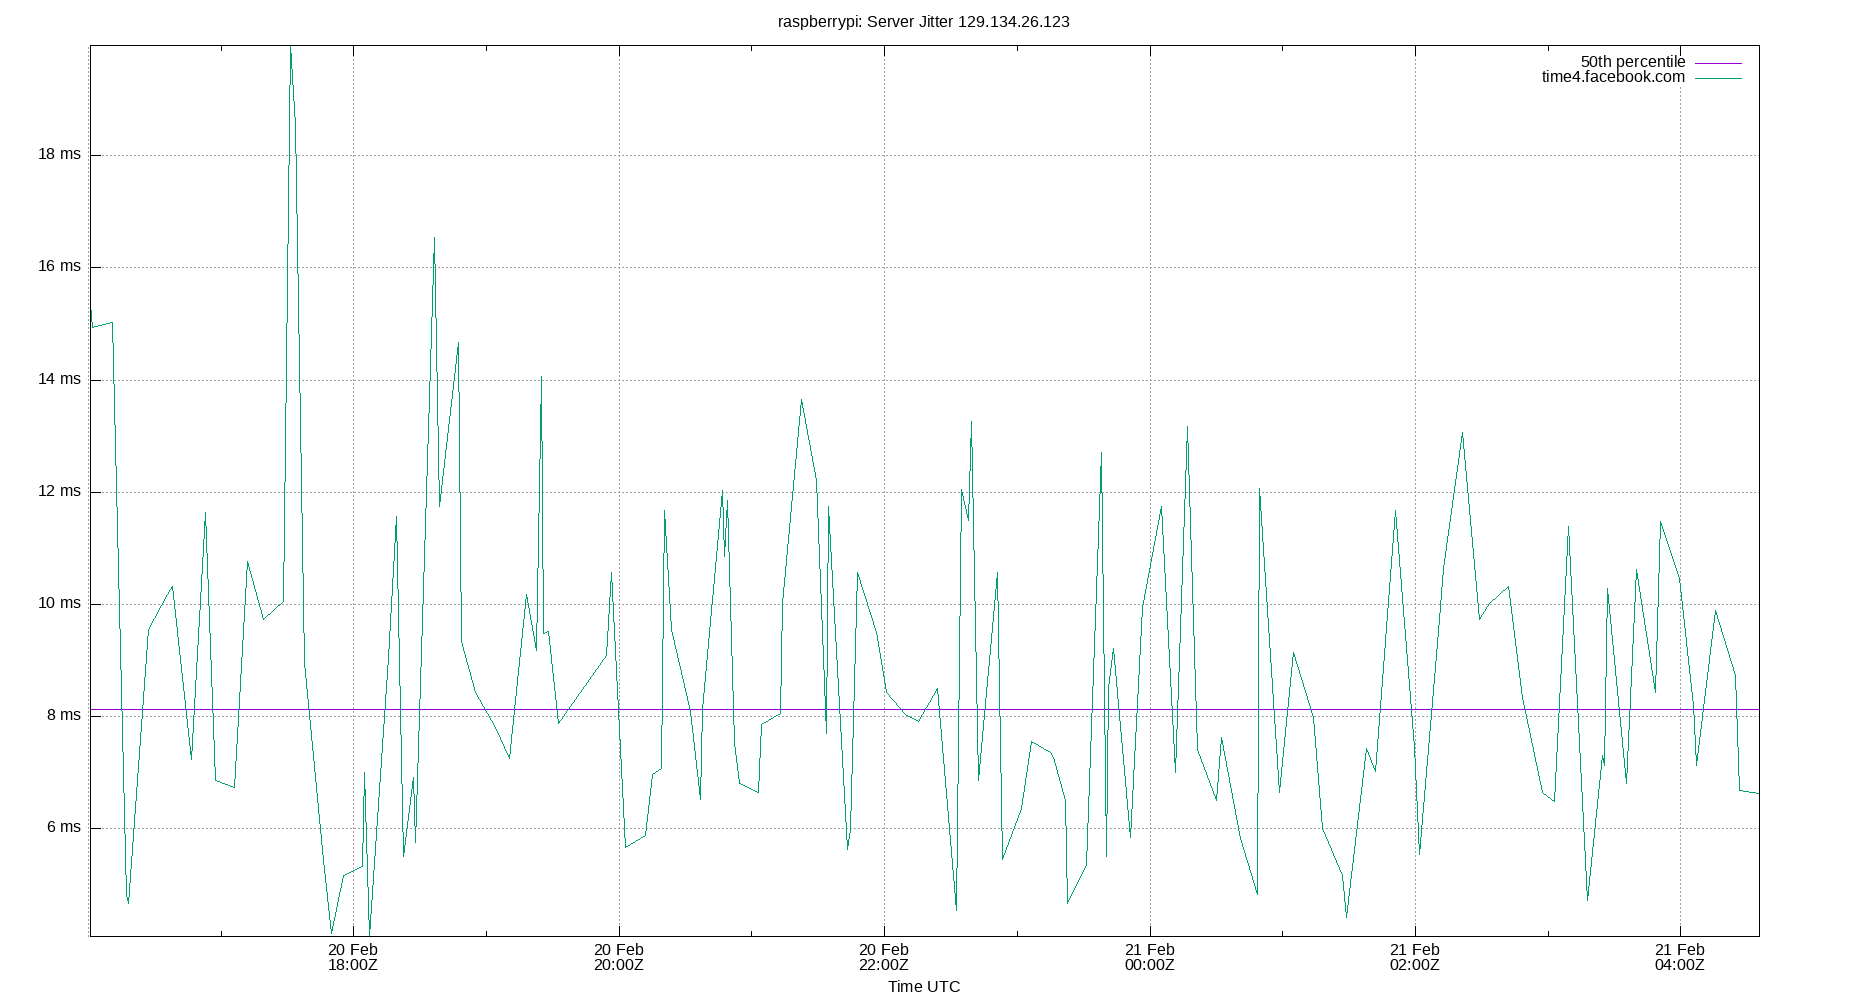 raspberrypi: Server Jitter 129.134.26.123
50th percentile
time4.facebook.com
18 ms
16 ms
14 ms
12 ms
10 ms
8 ms
6 ms
20 Feb
18:00Z
20 Feb
20:00Z
20 Feb
22:00Z
21 Feb
00:00Z
21 Feb
02:00Z
21 Feb
04:00Z
Time UTC